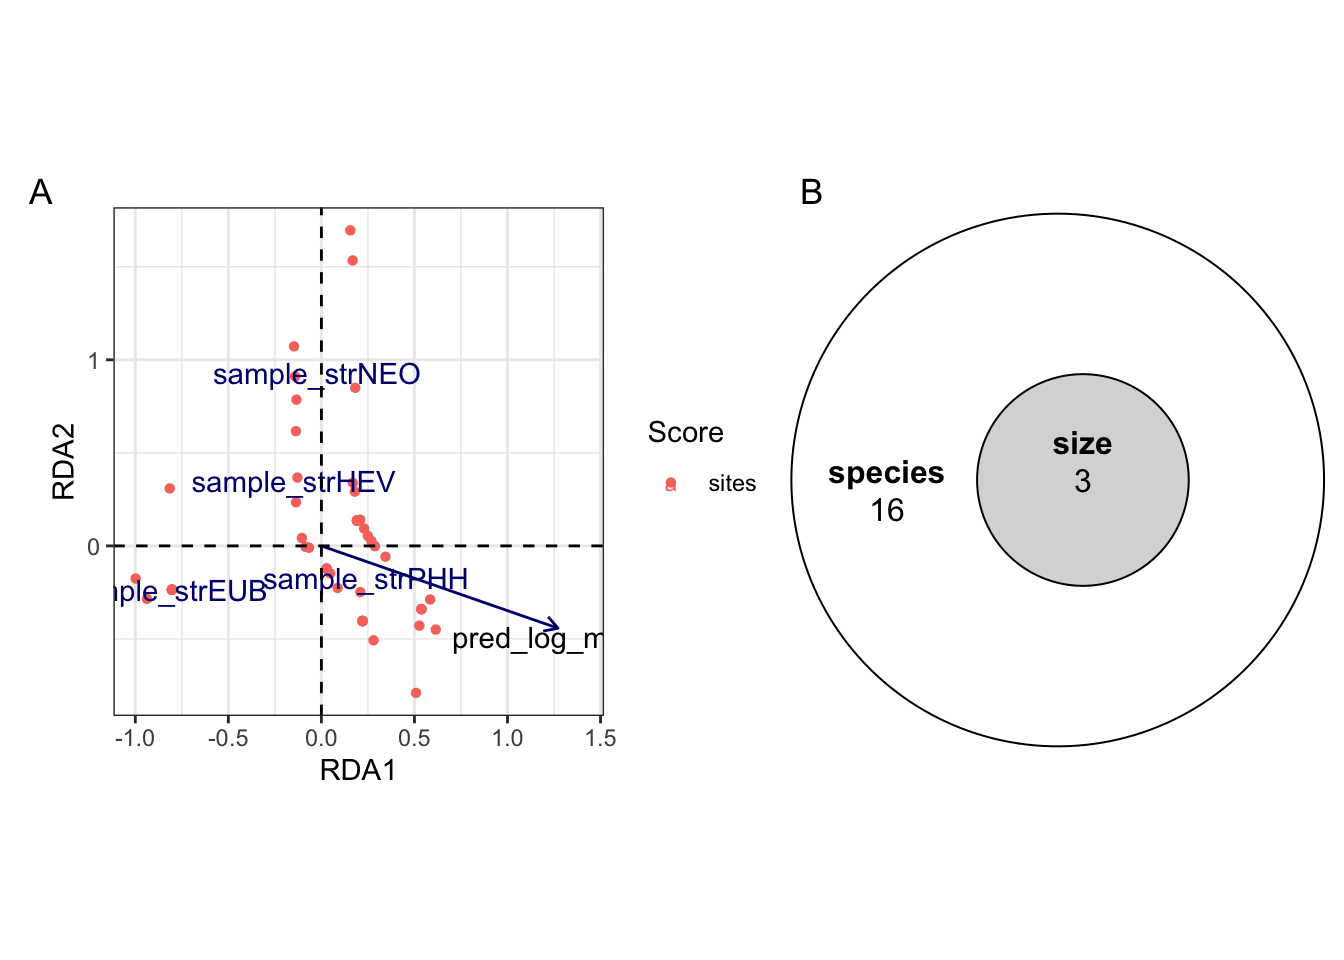 A
B
1
0
RDA2
sample_strNEO
sample_strHEV
sample_strPHH
mple_strEUB
pred_log_m
-1.0 -0.5 0.0 0.5 1.0 1.5
RDA1
Score
a sites
species
16
size
3